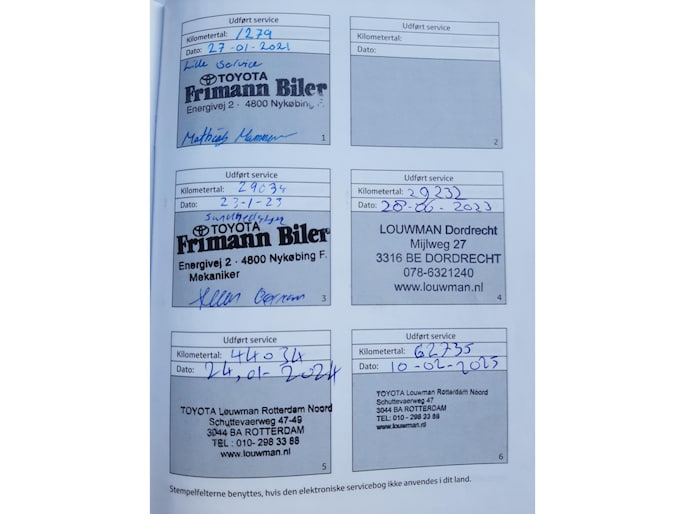 Udført service
Kilometertal: 1279
Dato: 27-01-2021
Lille service
TOYOTA
Frimann Biler
Energivej 2 · 4800 Nykøbing F.
1
Udført service
Kilometertal:
Dato:
2
Udført service
Kilometertal: 29034
Dato: 23-1-23
TOYOTA
Frimann Biler
Energivej 2 · 4800 Nykøbing F.
Mekaniker
3
Udført service
Kilometertal: 29232
Dato: 28-06-2023
LOUWMAN Dordrecht
Mijlweg 27
3316 BE DORDRECHT
078-6321240
www.louwman.nl
4
Udført service
Kilometertal: 44034
Dato: 24,01-2024
TOYOTA Louwman Rotterdam Noord
Schuttevaerweg 47-49
3044 BA ROTTERDAM
TEL : 010- 298 33 88
www.louwman.nl
5
Udført service
Kilometertal: 62735
Dato: 10-02-2025
TOYOTA Louwman Rotterdam Noord
Schuttevaerweg 47
3044 BA ROTTERDAM
TEL: 010 - 298 33 88
www.louwman.nl
6
Stempelfelterne benyttes, hvis den elektroniske servicebog ikke anvendes i dit land.